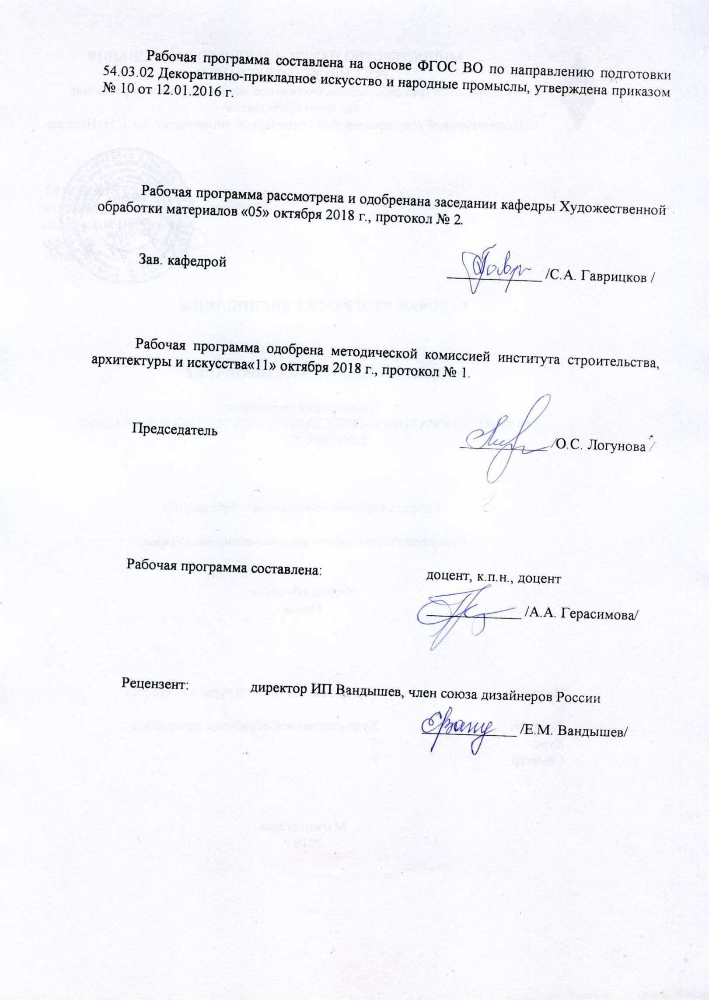 Рабочая программа составлена на основе ФГОС ВО по направлению подготовки
54.03.02 Декоративно-прикладное искусство и народные промыслы, утверждена приказом
№ 10 от 12.01.2016 г.
Рабочая программа рассмотрена и одобренана заседании кафедры Художественной
обработки материалов «05» октября 2018 г., протокол № 2.
Зав. кафедрой /С.А. Гаврицков /
Рабочая программа одобрена методической комиссией института строительства,
архитектуры и искусства«11» октября 2018 г., протокол № 1.
Председатель /О.С. Логунова /
Рабочая программа составлена: доцент, к.п.н., доцент
/А.А. Герасимова/
Рецензент: директор ИП Вандышев, член союза дизайнеров России
/Е.М. Вандышев/